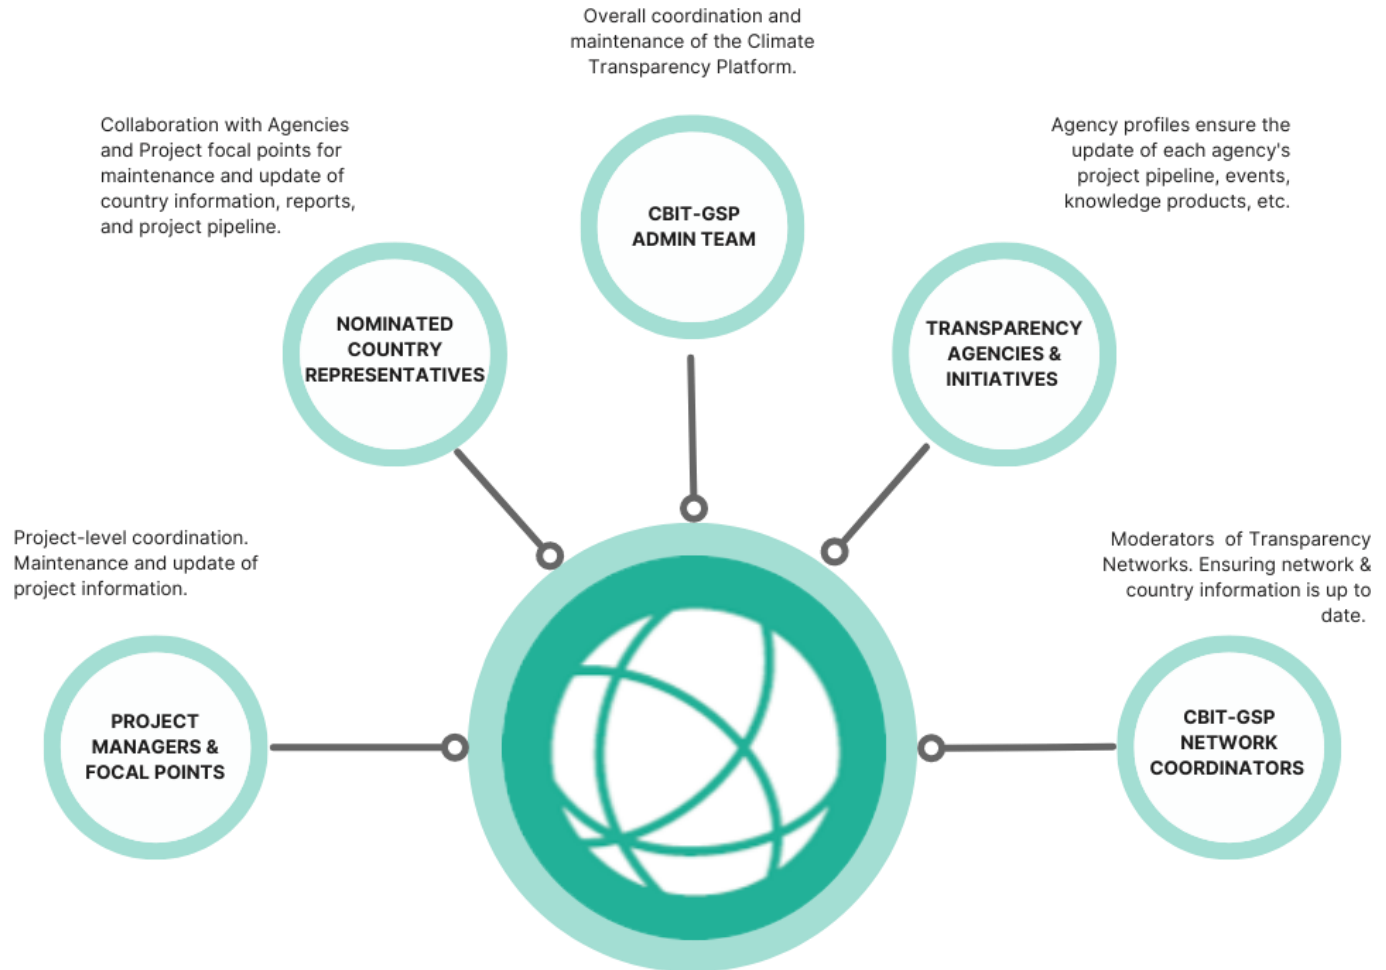 Overall coordination and
maintenance of the Climate
Transparency Platform.
CBIT-GSP
ADMIN TEAM
Collaboration with Agencies
and Project focal points for
maintenance and update of
country information, reports,
and project pipeline.
NOMINATED
COUNTRY
REPRESENTATIVES
Agency profiles ensure the
update of each agency's
project pipeline, events,
knowledge products, etc.
TRANSPARENCY
AGENCIES &
INITIATIVES
Project-level coordination.
Maintenance and update of
project information.
PROJECT
MANAGERS &
FOCAL POINTS
Moderators of Transparency
Networks. Ensuring network &
country information is up to
date.
CBIT-GSP
NETWORK
COORDINATORS